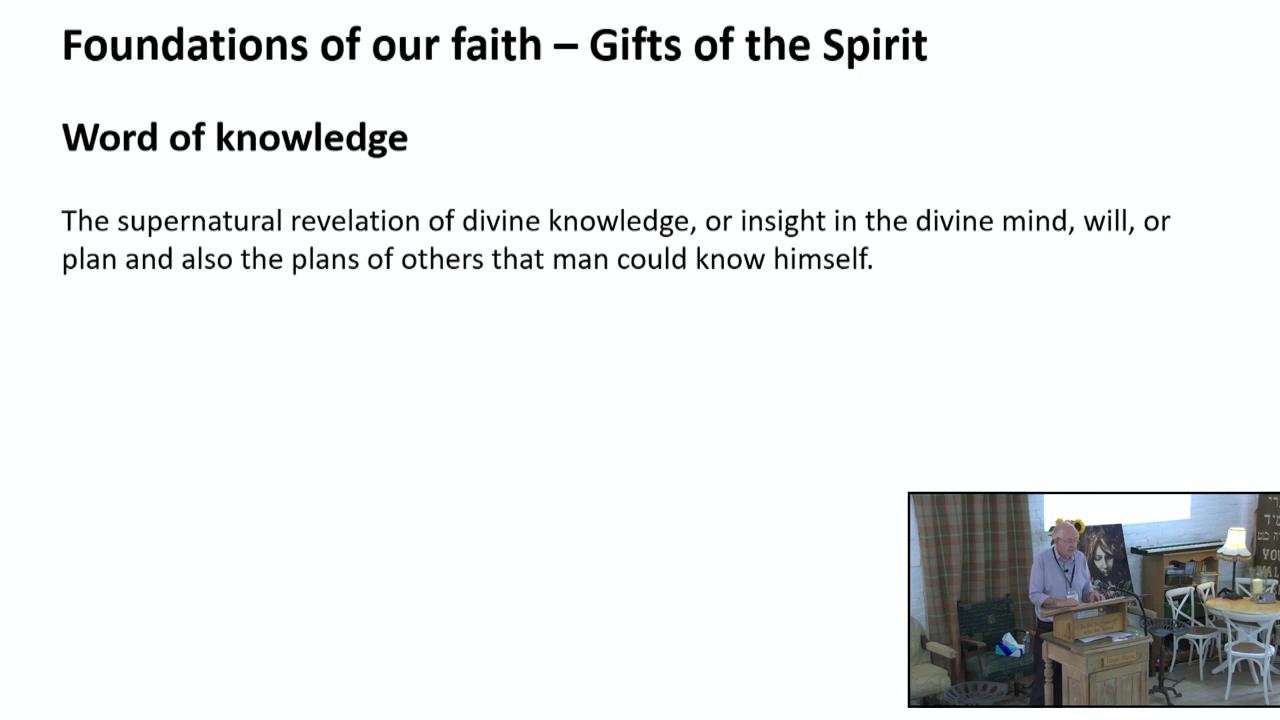 Foundations of our faith – Gifts of the Spirit
Word of knowledge
The supernatural revelation of divine knowledge, or insight in the divine mind, will, or
plan and also the plans of others that man could know himself.